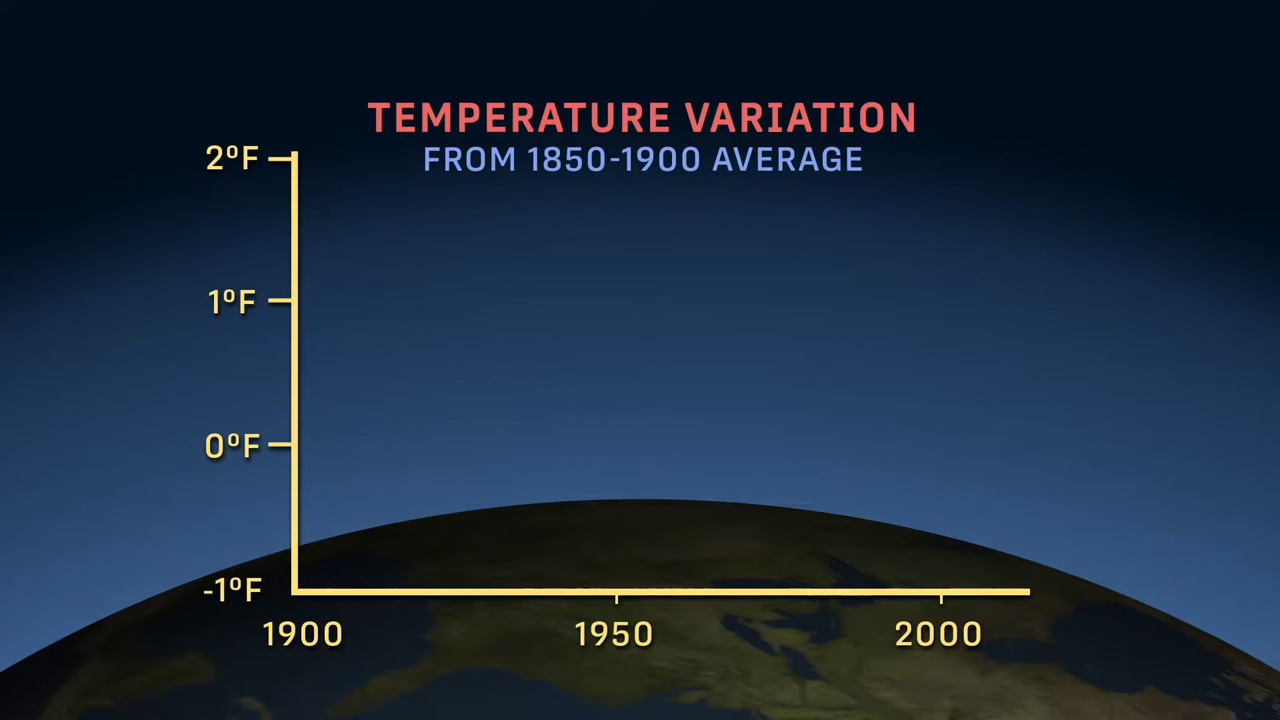 TEMPERATURE VARIATION
FROM 1850-1900 AVERAGE
2ºF
1ºF
0ºF
-1ºF
1900 1950 2000